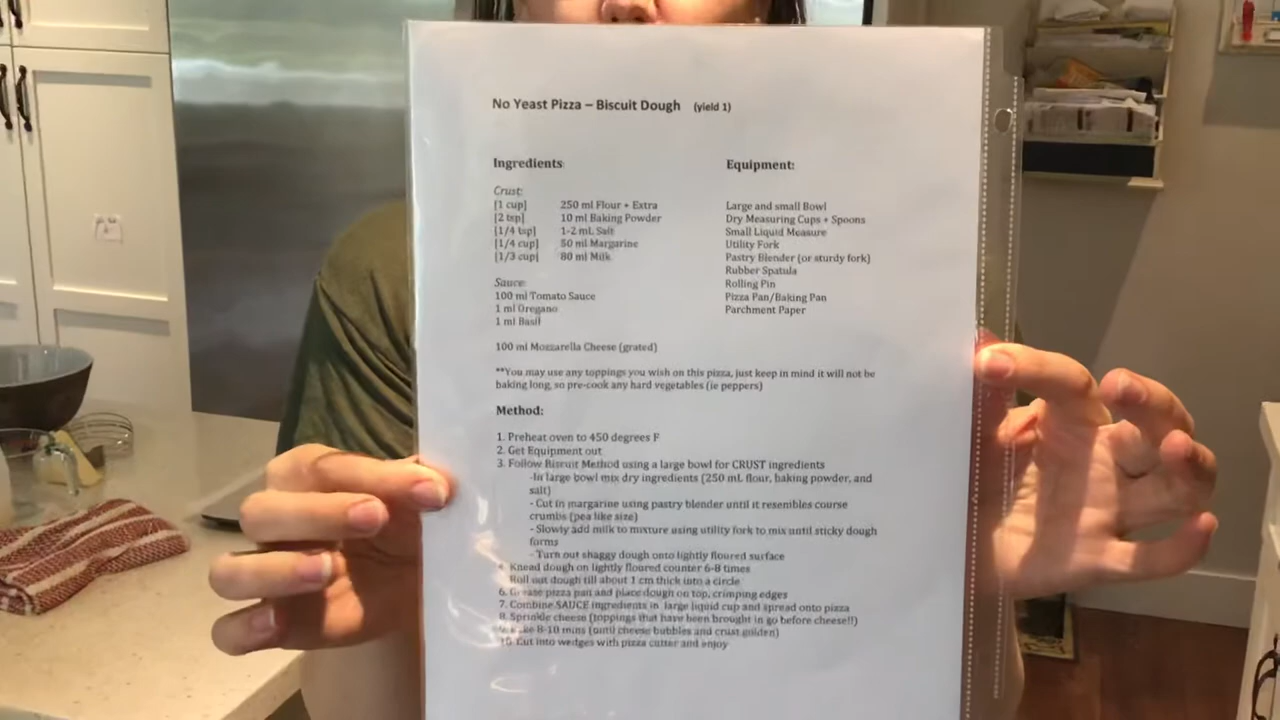 No Yeast Pizza – Biscuit Dough (yield 1)
Ingredients: Equipment:
Crust:
[1 cup] 250 ml Flour + Extra
[2 tsp] 10 ml Baking Powder
[1/4 tsp] 1-2 mL Salt
[1/4 cup] 50 ml Margarine
[1/3 cup] 80 ml Milk
Sauce:
100 ml Tomato Sauce
1 ml Oregano
1 ml Basil
100 ml Mozzarella Cheese (grated)
Large and small Bowl
Dry Measuring Cups + Spoons
Small Liquid Measure
Utility Fork
Pastry Blender (or sturdy fork)
Rubber Spatula
Rolling Pin
Pizza Pan/Baking Pan
Parchment Paper
**You may use any toppings you wish on this pizza, just keep in mind it will not be
baking long, so pre-cook any hard vegetables (ie peppers)
Method:
1. Preheat oven to 450 degrees F
2. Get Equipment out
3. Follow Biscuit Method using a large bowl for CRUST ingredients
-In large bowl mix dry ingredients (250 mL flour, baking powder, and
salt)
- Cut in margarine using pastry blender until it resembles course
crumbs (pea like size)
- Slowly add milk to mixture using utility fork to mix until sticky dough
forms
- Turn out shaggy dough onto lightly floured surface
4. Knead dough on lightly floured counter 6-8 times
Roll out dough till about 1 cm thick into a circle
6. Grease pizza pan and place dough on top, crimping edges
7. Combine SAUCE ingredients in large liquid cup and spread onto pizza
8. Sprinkle cheese (toppings that have been brought in go before cheese!!)
9. Bake 8-10 mins (until cheese bubbles and crust golden)
10. Cut into wedges with pizza cutter and enjoy